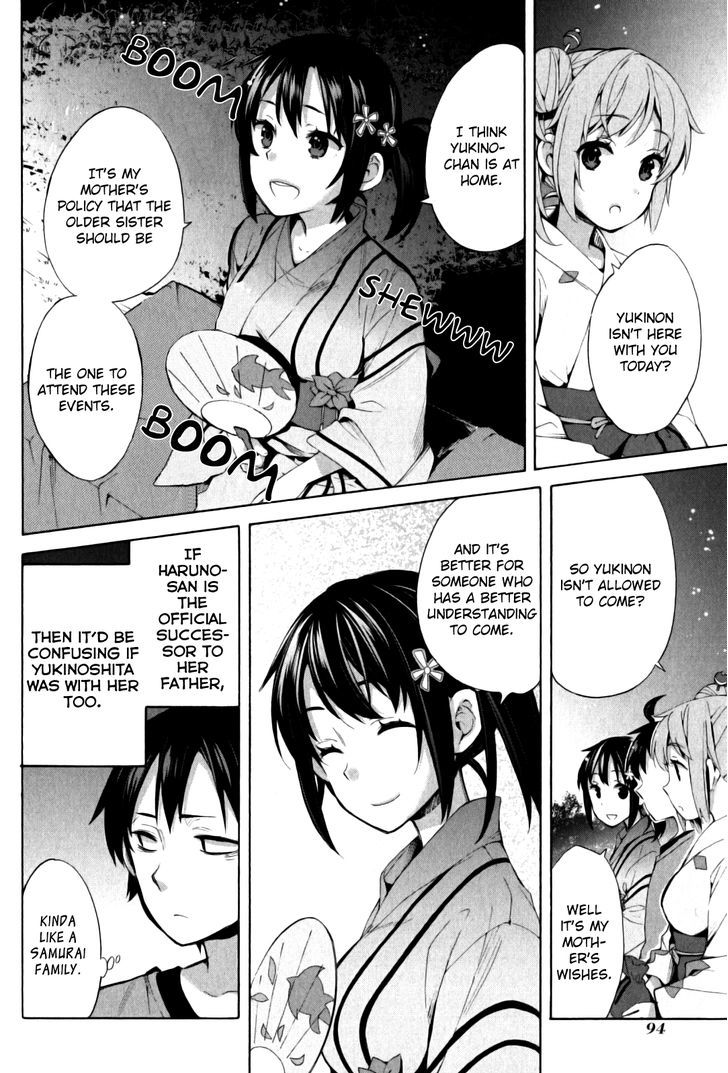 YUKINON
ISN'T HERE
WITH YOU
TODAY?
I THINK
YUKINO-
CHAN IS AT
HOME.
BOOM
IT'S MY
MOTHER'S
POLICY THAT
THE OLDER
SISTER
SHOULD BE
SHEWWW
THE ONE TO
ATTEND THESE
EVENTS.
BOOM
SO YUKINON
ISN'T ALLOWED
TO COME?
WELL
IT'S MY
MOTH-
ER'S
WISHES.
AND IT'S
BETTER FOR
SOMEONE WHO
HAS A BETTER
UNDERSTANDING
TO COME.
IF
HARUNO-
SAN IS
THE
OFFICIAL
SUCCES-
SOR TO
HER
FATHER,
THEN IT'D BE
CONFUSING IF
YUKINOSHITA
WAS WITH HER
TOO.
KINDA
LIKE A
SAMURAI
FAMILY.
94